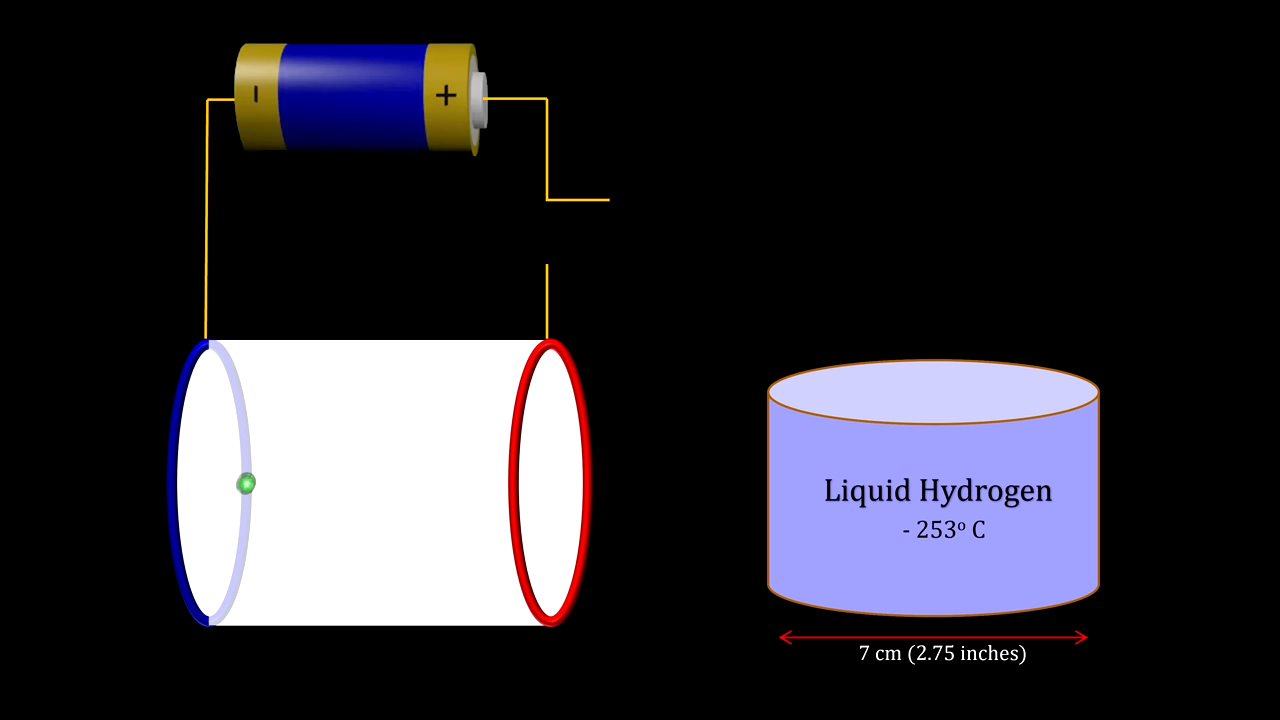 - +
Liquid Hydrogen
- 253º C
7 cm (2.75 inches)